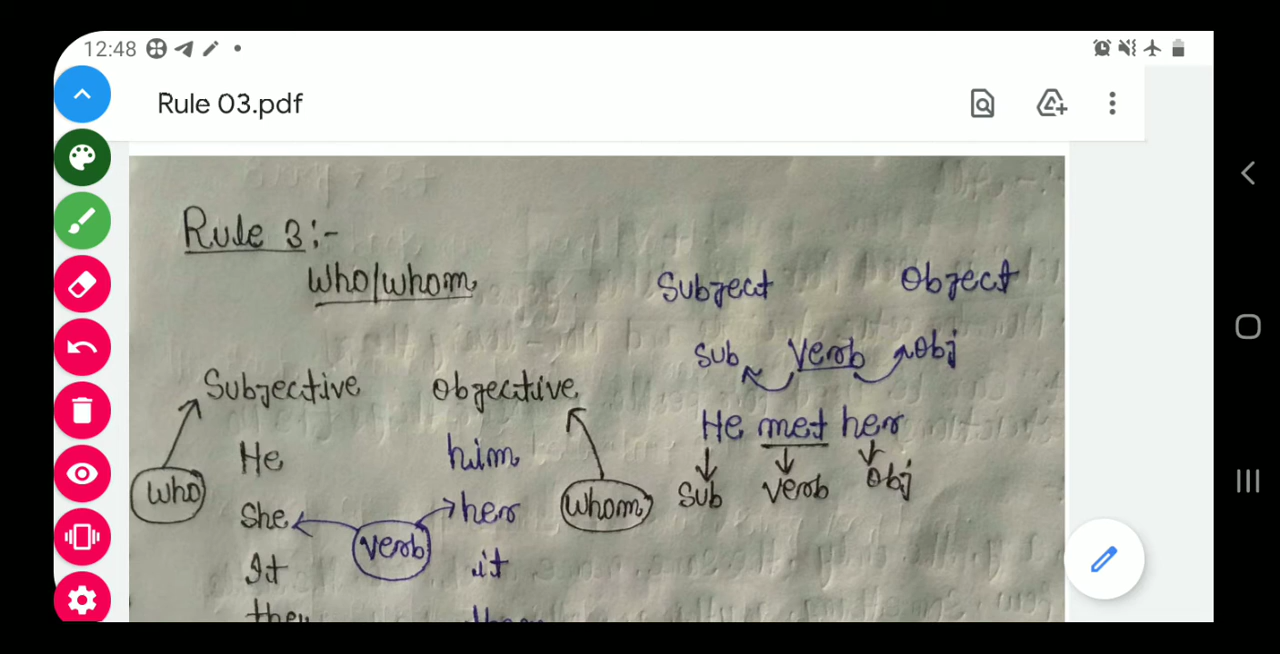 12:48
Rule 03.pdf
Rule 3:-
Who/whom
Subject Object
Sub Verb Obj
Subjective Objective
He met her
He him
who whom
Sub Verb Obj
She her
Verb
It it
they